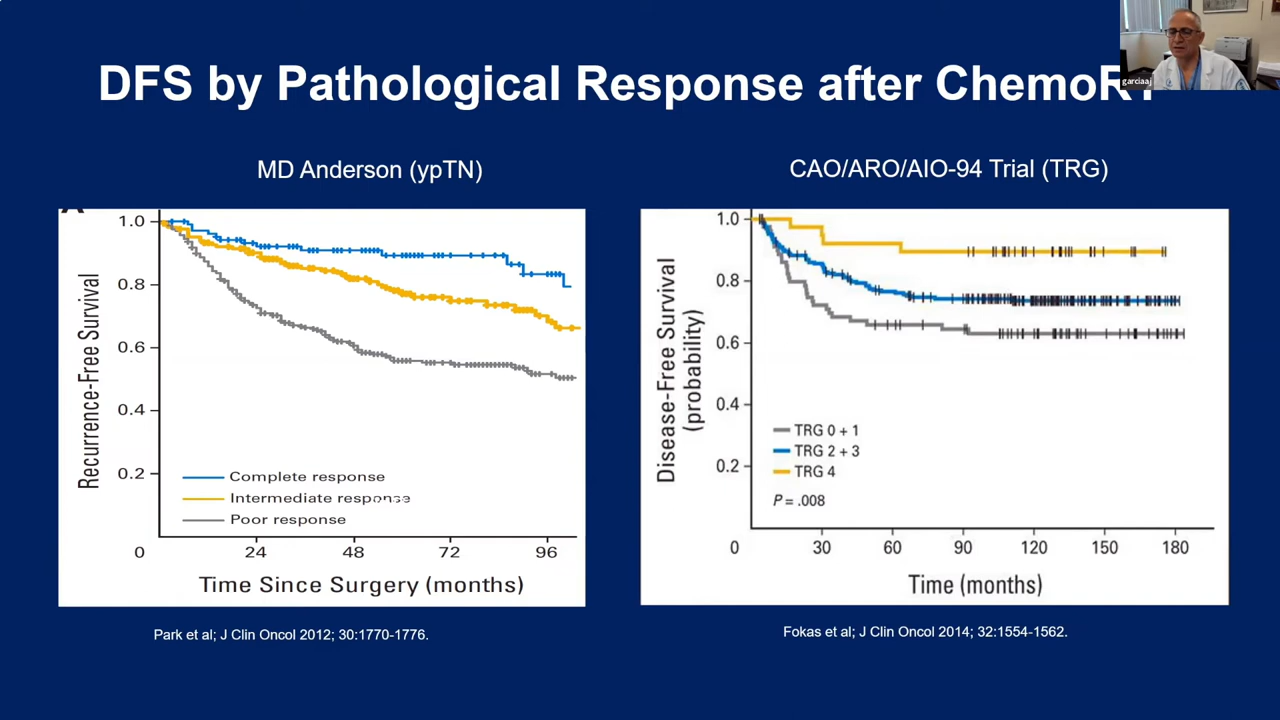 DFS by Pathological Response after ChemoRT
garciaaj
MD Anderson (ypTN)
CAO/ARO/AIO-94 Trial (TRG)
A
Recurrence-Free Survival
1.0
0.8
0.6
0.4
0.2
0
24
48
72
96
Complete response
Intermediate response
Poor response
Time Since Surgery (months)
Disease-Free Survival
(probability)
1.0
0.8
0.6
0.4
0.2
0
30
60
90
120
150
180
TRG 0 + 1
TRG 2 + 3
TRG 4
P = .008
Time (months)
Park et al; J Clin Oncol 2012; 30:1770-1776.
Fokas et al; J Clin Oncol 2014; 32:1554-1562.